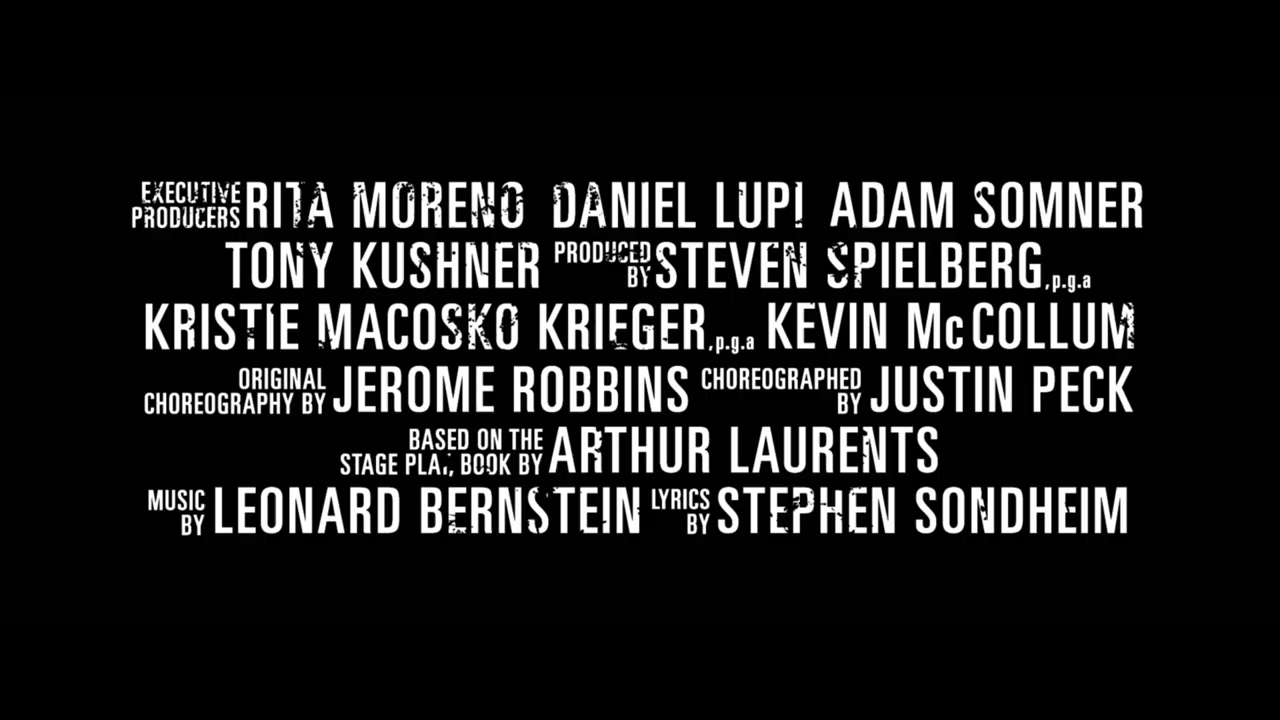 EXECUTIVE PRODUCERS RITA MORENO DANIEL LUPI ADAM SOMNER
TONY KUSHNER PRODUCED BY STEVEN SPIELBERG, p.g.a
KRISTIE MACOSKO KRIEGER, p.g.a KEVIN McCOLLUM
ORIGINAL CHOREOGRAPHY BY JEROME ROBBINS CHOREOGRAPHED BY JUSTIN PECK
BASED ON THE STAGE PLAY, BOOK BY ARTHUR LAURENTS
MUSIC BY LEONARD BERNSTEIN LYRICS BY STEPHEN SONDHEIM